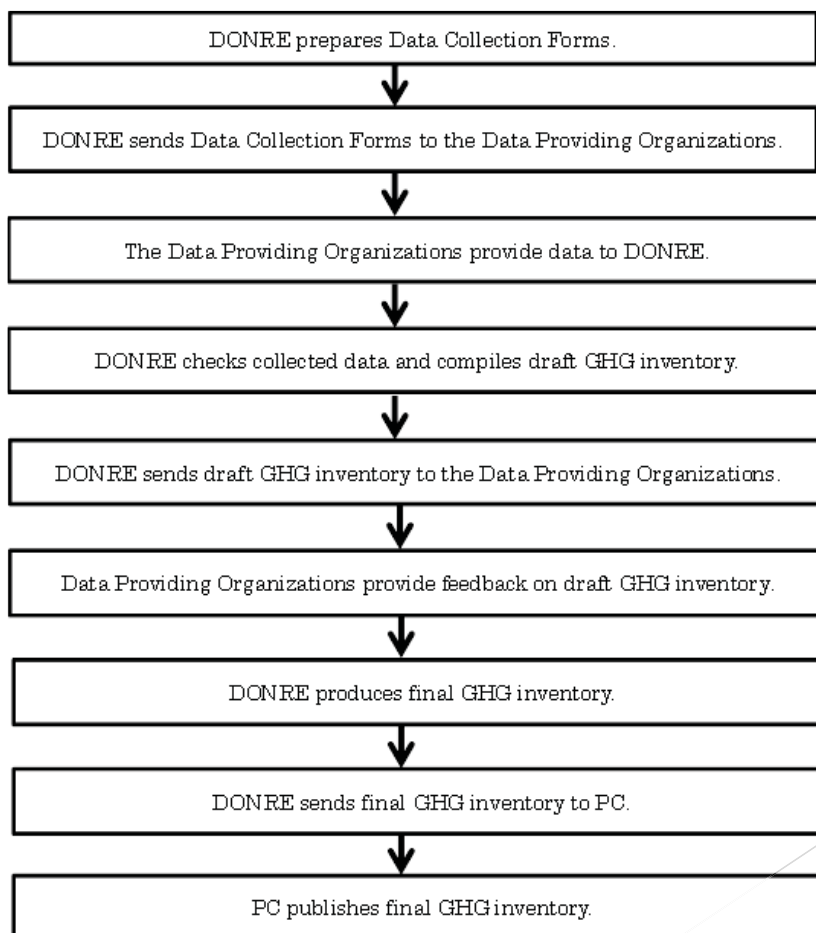 DONRE prepares Data Collection Forms.
DONRE sends Data Collection Forms to the Data Providing Organizations.
The Data Providing Organizations provide data to DONRE.
DONRE checks collected data and compiles draft GHG inventory.
DONRE sends draft GHG inventory to the Data Providing Organizations.
Data Providing Organizations provide feedback on draft GHG inventory.
DONRE produces final GHG inventory.
DONRE sends final GHG inventory to PC.
PC publishes final GHG inventory.